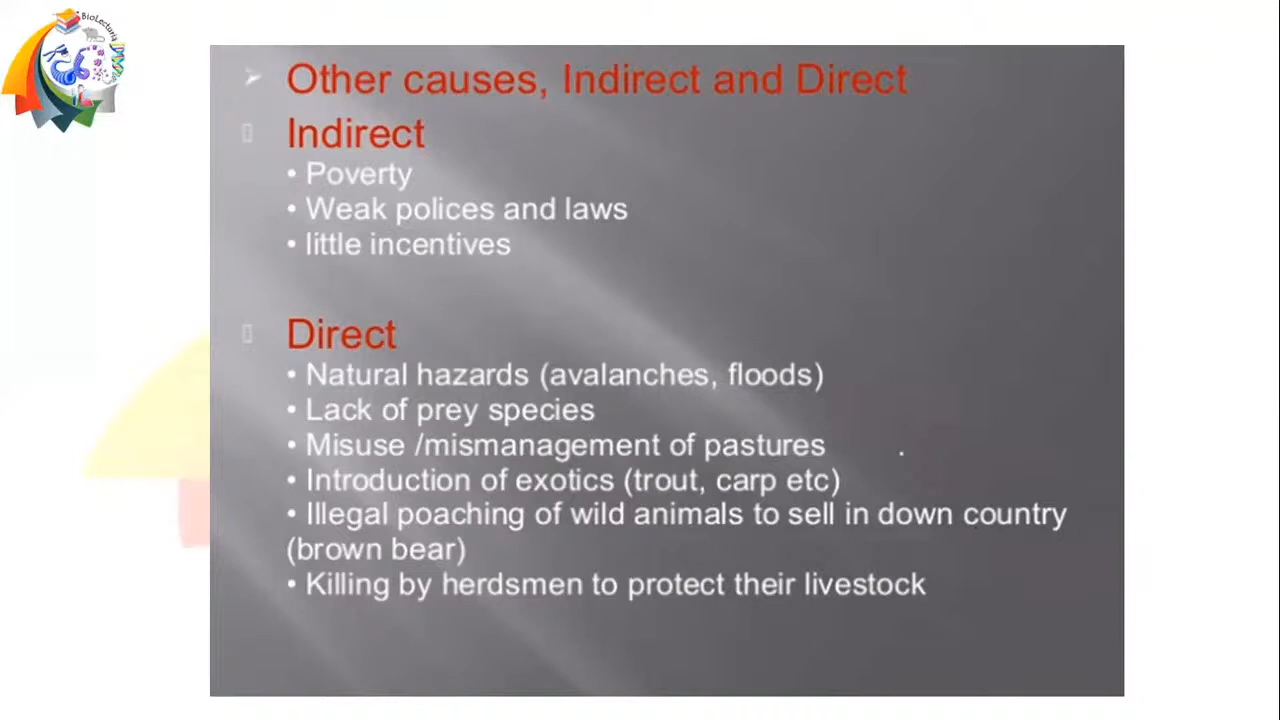 BioLecturia
Other causes, Indirect and Direct
Indirect
• Poverty
• Weak polices and laws
• little incentives
Direct
• Natural hazards (avalanches, floods)
• Lack of prey species
• Misuse /mismanagement of pastures .
• Introduction of exotics (trout, carp etc)
• Illegal poaching of wild animals to sell in down country
(brown bear)
• Killing by herdsmen to protect their livestock